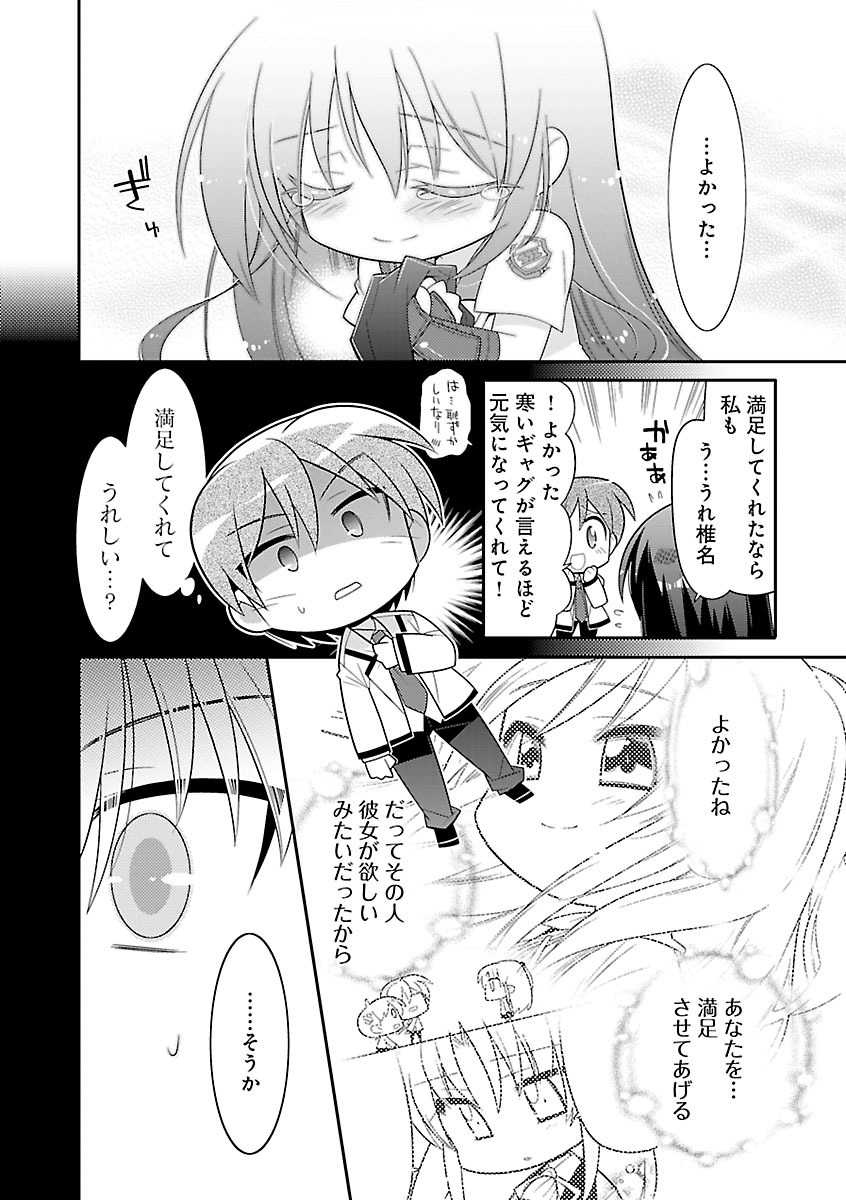 …よかった…
ぎゅ
満足してくれたなら
私も　う…うれ椎名
かぁぁ
！よかった
寒いギャグが言えるほど
元気になってくれて！
は…恥ずか
しいなり///
満足してくれて
うれしい…？
よかったね
だってその人
彼女が欲しい
みたいだったから
あなたを…
満足
させてあげる
……そうか